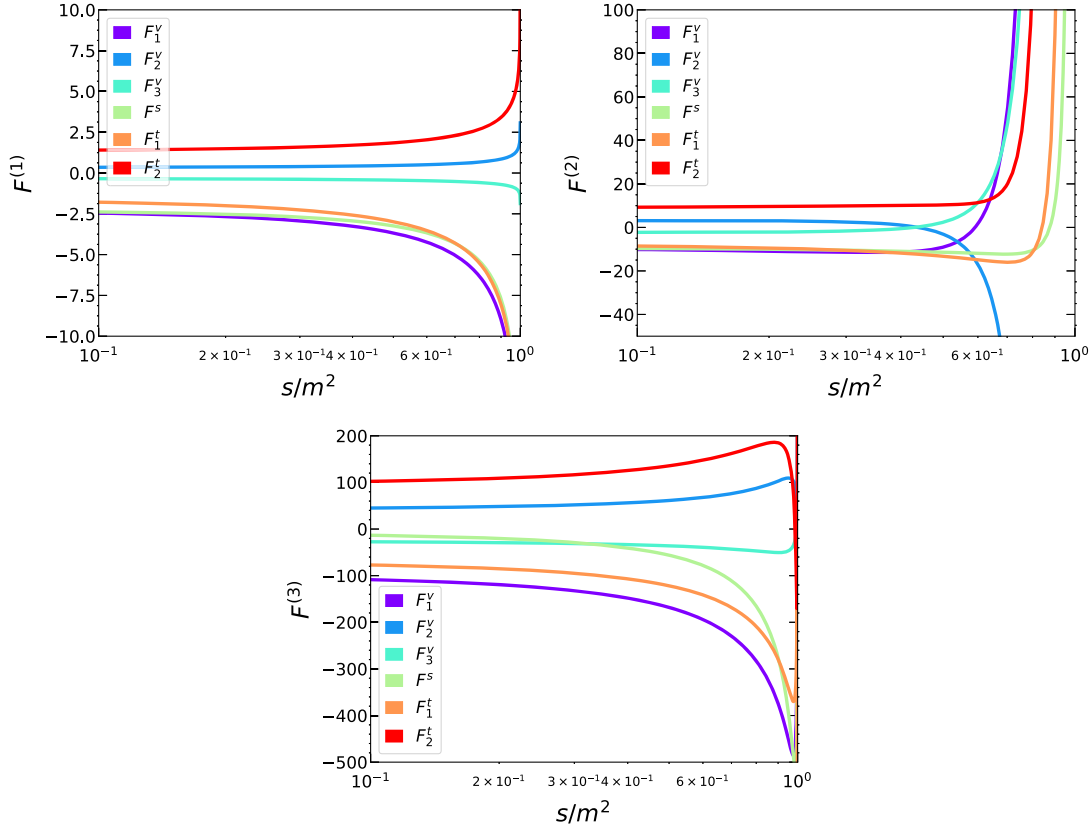 F^{(1)}
10.0
7.5
5.0
2.5
0.0
−2.5
−5.0
−7.5
−10.0
F_1^v
F_2^v
F_3^v
F^s
F_1^t
F_2^t
10^{−1}
2 × 10^{−1}
3 × 10^{−1}
4 × 10^{−1}
6 × 10^{−1}
10^0
s/m^2
F^{(2)}
100
80
60
40
20
0
−20
−40
F_1^v
F_2^v
F_3^v
F^s
F_1^t
F_2^t
10^{−1}
2 × 10^{−1}
3 × 10^{−1}
4 × 10^{−1}
6 × 10^{−1}
10^0
s/m^2
F^{(3)}
200
100
0
−100
−200
−300
−400
−500
F_1^v
F_2^v
F_3^v
F^s
F_1^t
F_2^t
10^{−1}
2 × 10^{−1}
3 × 10^{−1}
4 × 10^{−1}
6 × 10^{−1}
10^0
s/m^2